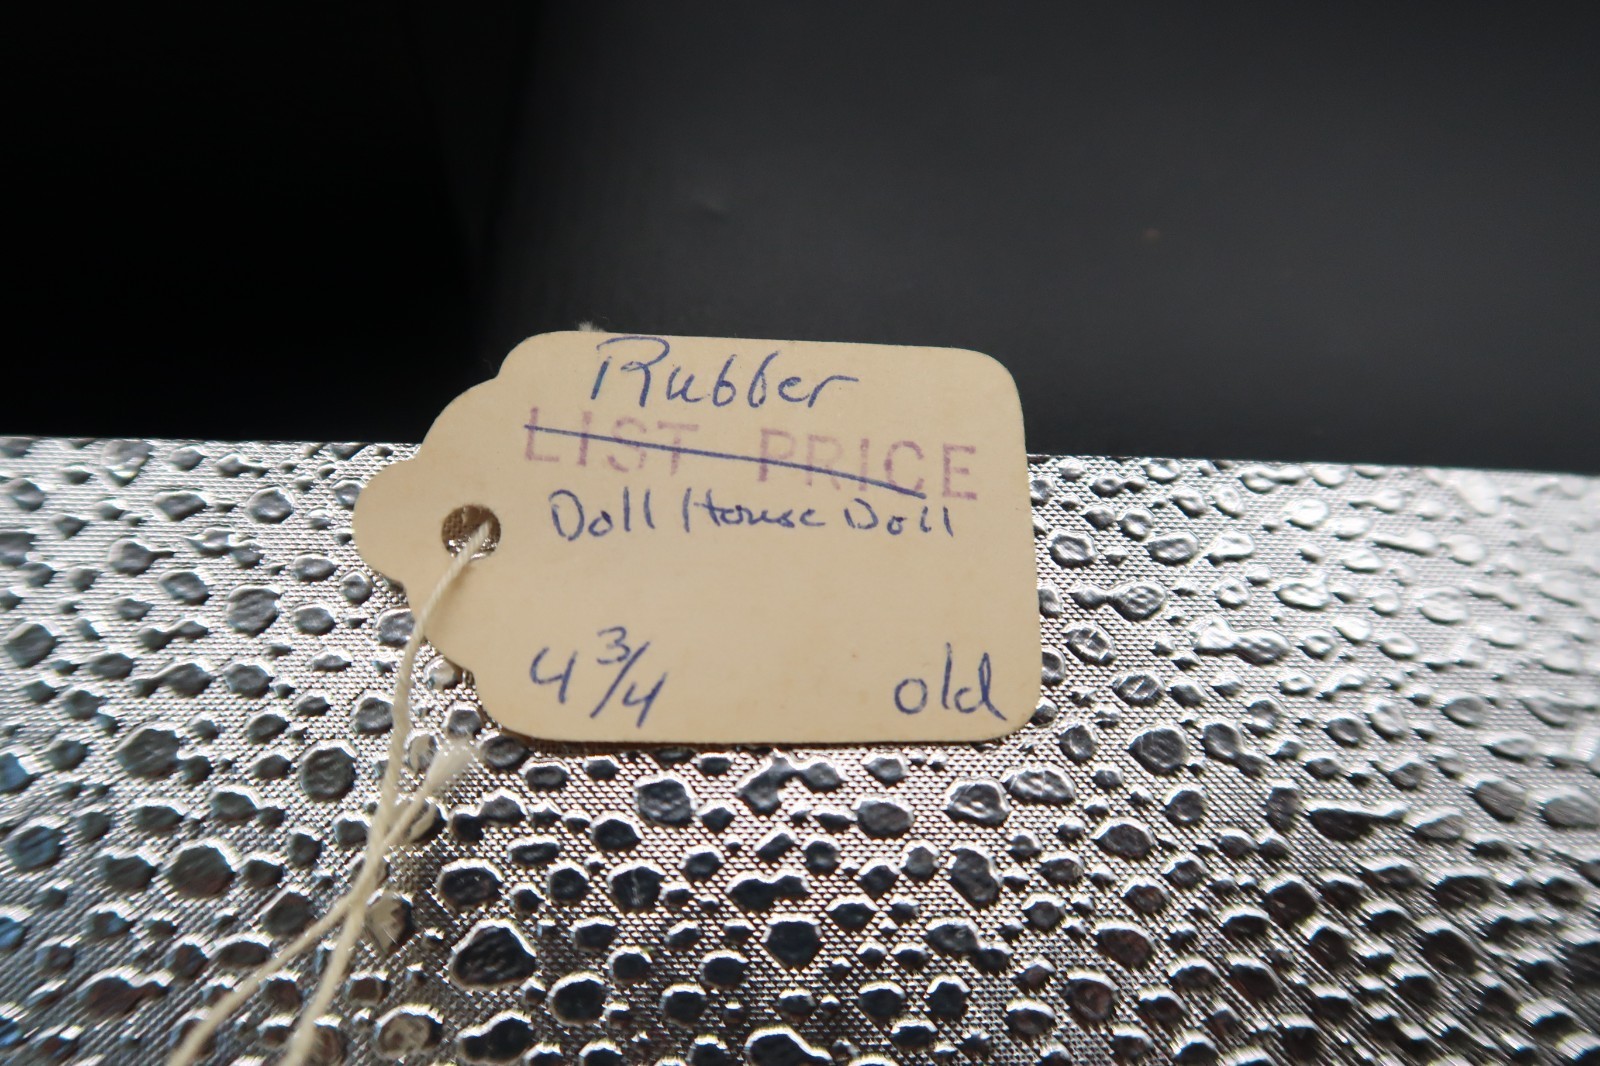 Rubber
LIST PRICE
Doll House Doll
4 3/4 old